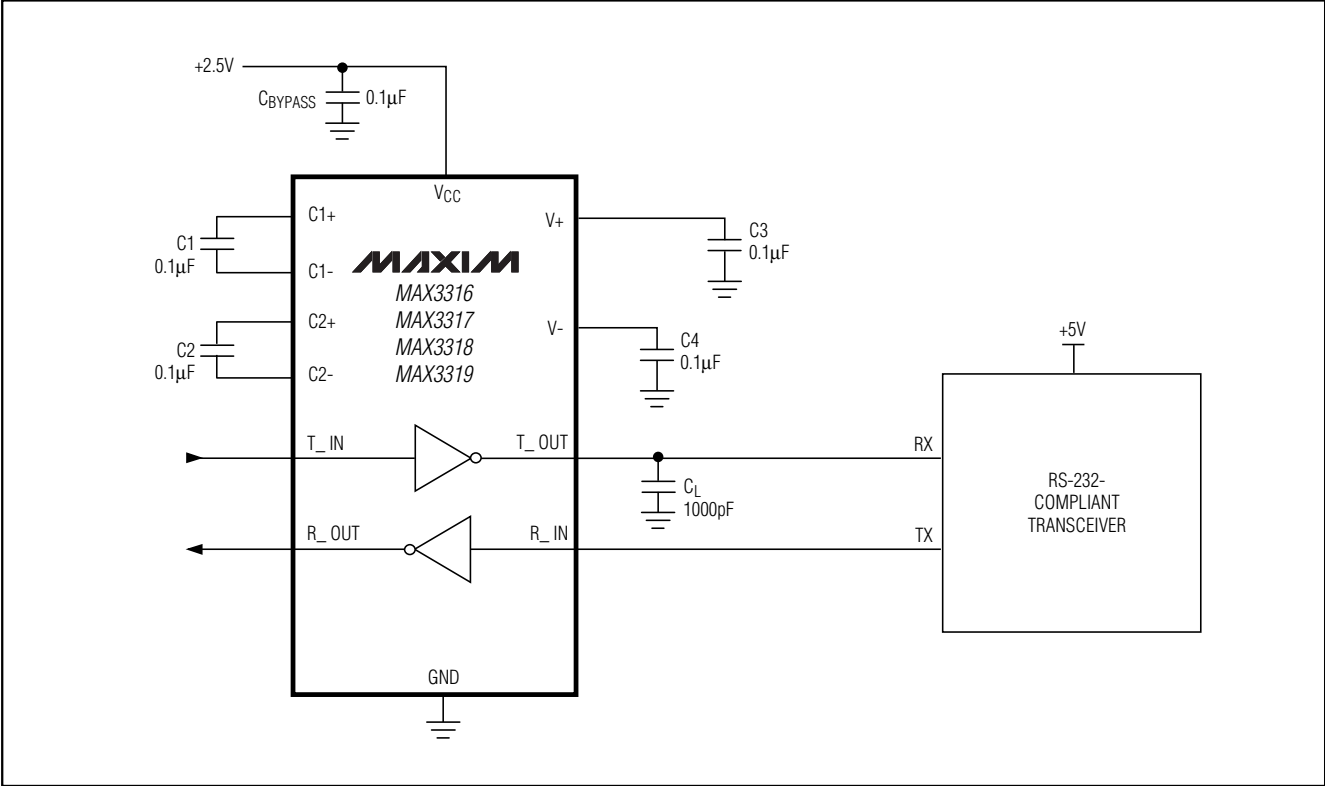 +2.5V
CBYPASS
0.1μF
VCC
C1+
C1
0.1μF
C1-
C2+
C2
0.1μF
C2-
MAXIM
MAX3316
MAX3317
MAX3318
MAX3319
V+
C3
0.1μF
V-
C4
0.1μF
+5V
T_ IN
T_ OUT
RX
CL
1000pF
R_ OUT
R_ IN
TX
RS-232-
COMPLIANT
TRANSCEIVER
GND